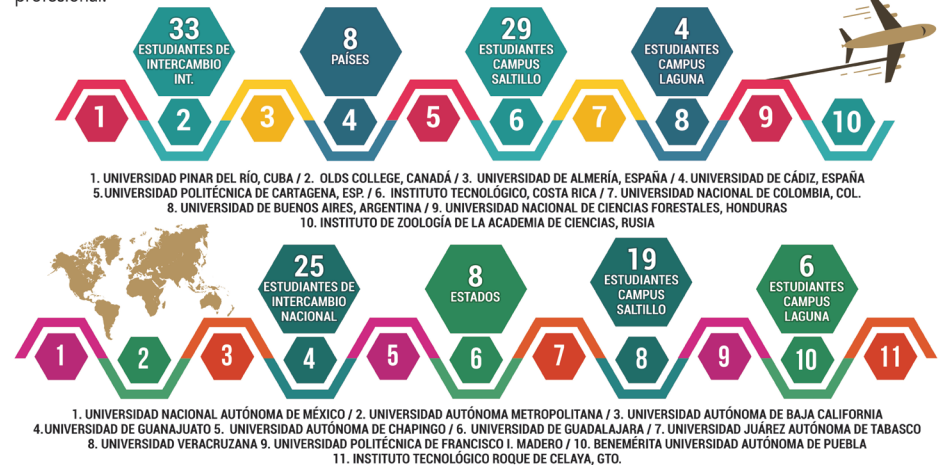 profesional.
33
ESTUDIANTES DE
INTERCAMBIO
INT.
8
PAÍSES
29
ESTUDIANTES
CAMPUS
SALTILLO
4
ESTUDIANTES
CAMPUS
LAGUNA
1
2
3
4
5
6
7
8
9
10
1. UNIVERSIDAD PINAR DEL RÍO, CUBA / 2. OLDS COLLEGE, CANADÁ / 3. UNIVERSIDAD DE ALMERÍA, ESPAÑA / 4. UNIVERSIDAD DE CÁDIZ, ESPAÑA
5.UNIVERSIDAD POLITÉCNICA DE CARTAGENA, ESP. / 6. INSTITUTO TECNOLÓGICO, COSTA RICA / 7. UNIVERSIDAD NACIONAL DE COLOMBIA, COL.
8. UNIVERSIDAD DE BUENOS AIRES, ARGENTINA / 9. UNIVERSIDAD NACIONAL DE CIENCIAS FORESTALES, HONDURAS
10. INSTITUTO DE ZOOLOGÍA DE LA ACADEMIA DE CIENCIAS, RUSIA
25
ESTUDIANTES DE
INTERCAMBIO
NACIONAL
8
ESTADOS
19
ESTUDIANTES
CAMPUS
SALTILLO
6
ESTUDIANTES
CAMPUS
LAGUNA
1
2
3
4
5
6
7
8
9
10
11
1. UNIVERSIDAD NACIONAL AUTÓNOMA DE MÉXICO / 2. UNIVERSIDAD AUTÓNOMA METROPOLITANA / 3. UNIVERSIDAD AUTÓNOMA DE BAJA CALIFORNIA
4.UNIVERSIDAD DE GUANAJUATO 5. UNIVERSIDAD AUTÓNOMA DE CHAPINGO / 6. UNIVERSIDAD DE GUADALAJARA / 7. UNIVERSIDAD JUÁREZ AUTÓNOMA DE TABASCO
8. UNIVERSIDAD VERACRUZANA 9. UNIVERSIDAD POLITÉCNICA DE FRANCISCO I. MADERO / 10. BENEMÉRITA UNIVERSIDAD AUTÓNOMA DE PUEBLA
11. INSTITUTO TECNOLÓGICO ROQUE DE CELAYA, GTO.